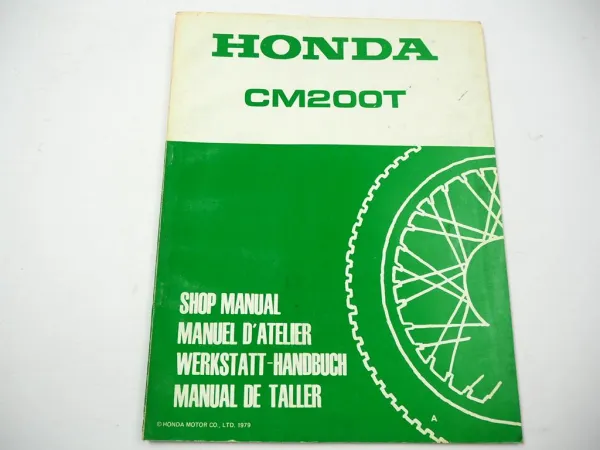 HONDA
CM200T
SHOP MANUAL
MANUEL D'ATELIER
WERKSTATT-HANDBUCH
MANUAL DE TALLER
A
© HONDA MOTOR CO., LTD. 1979